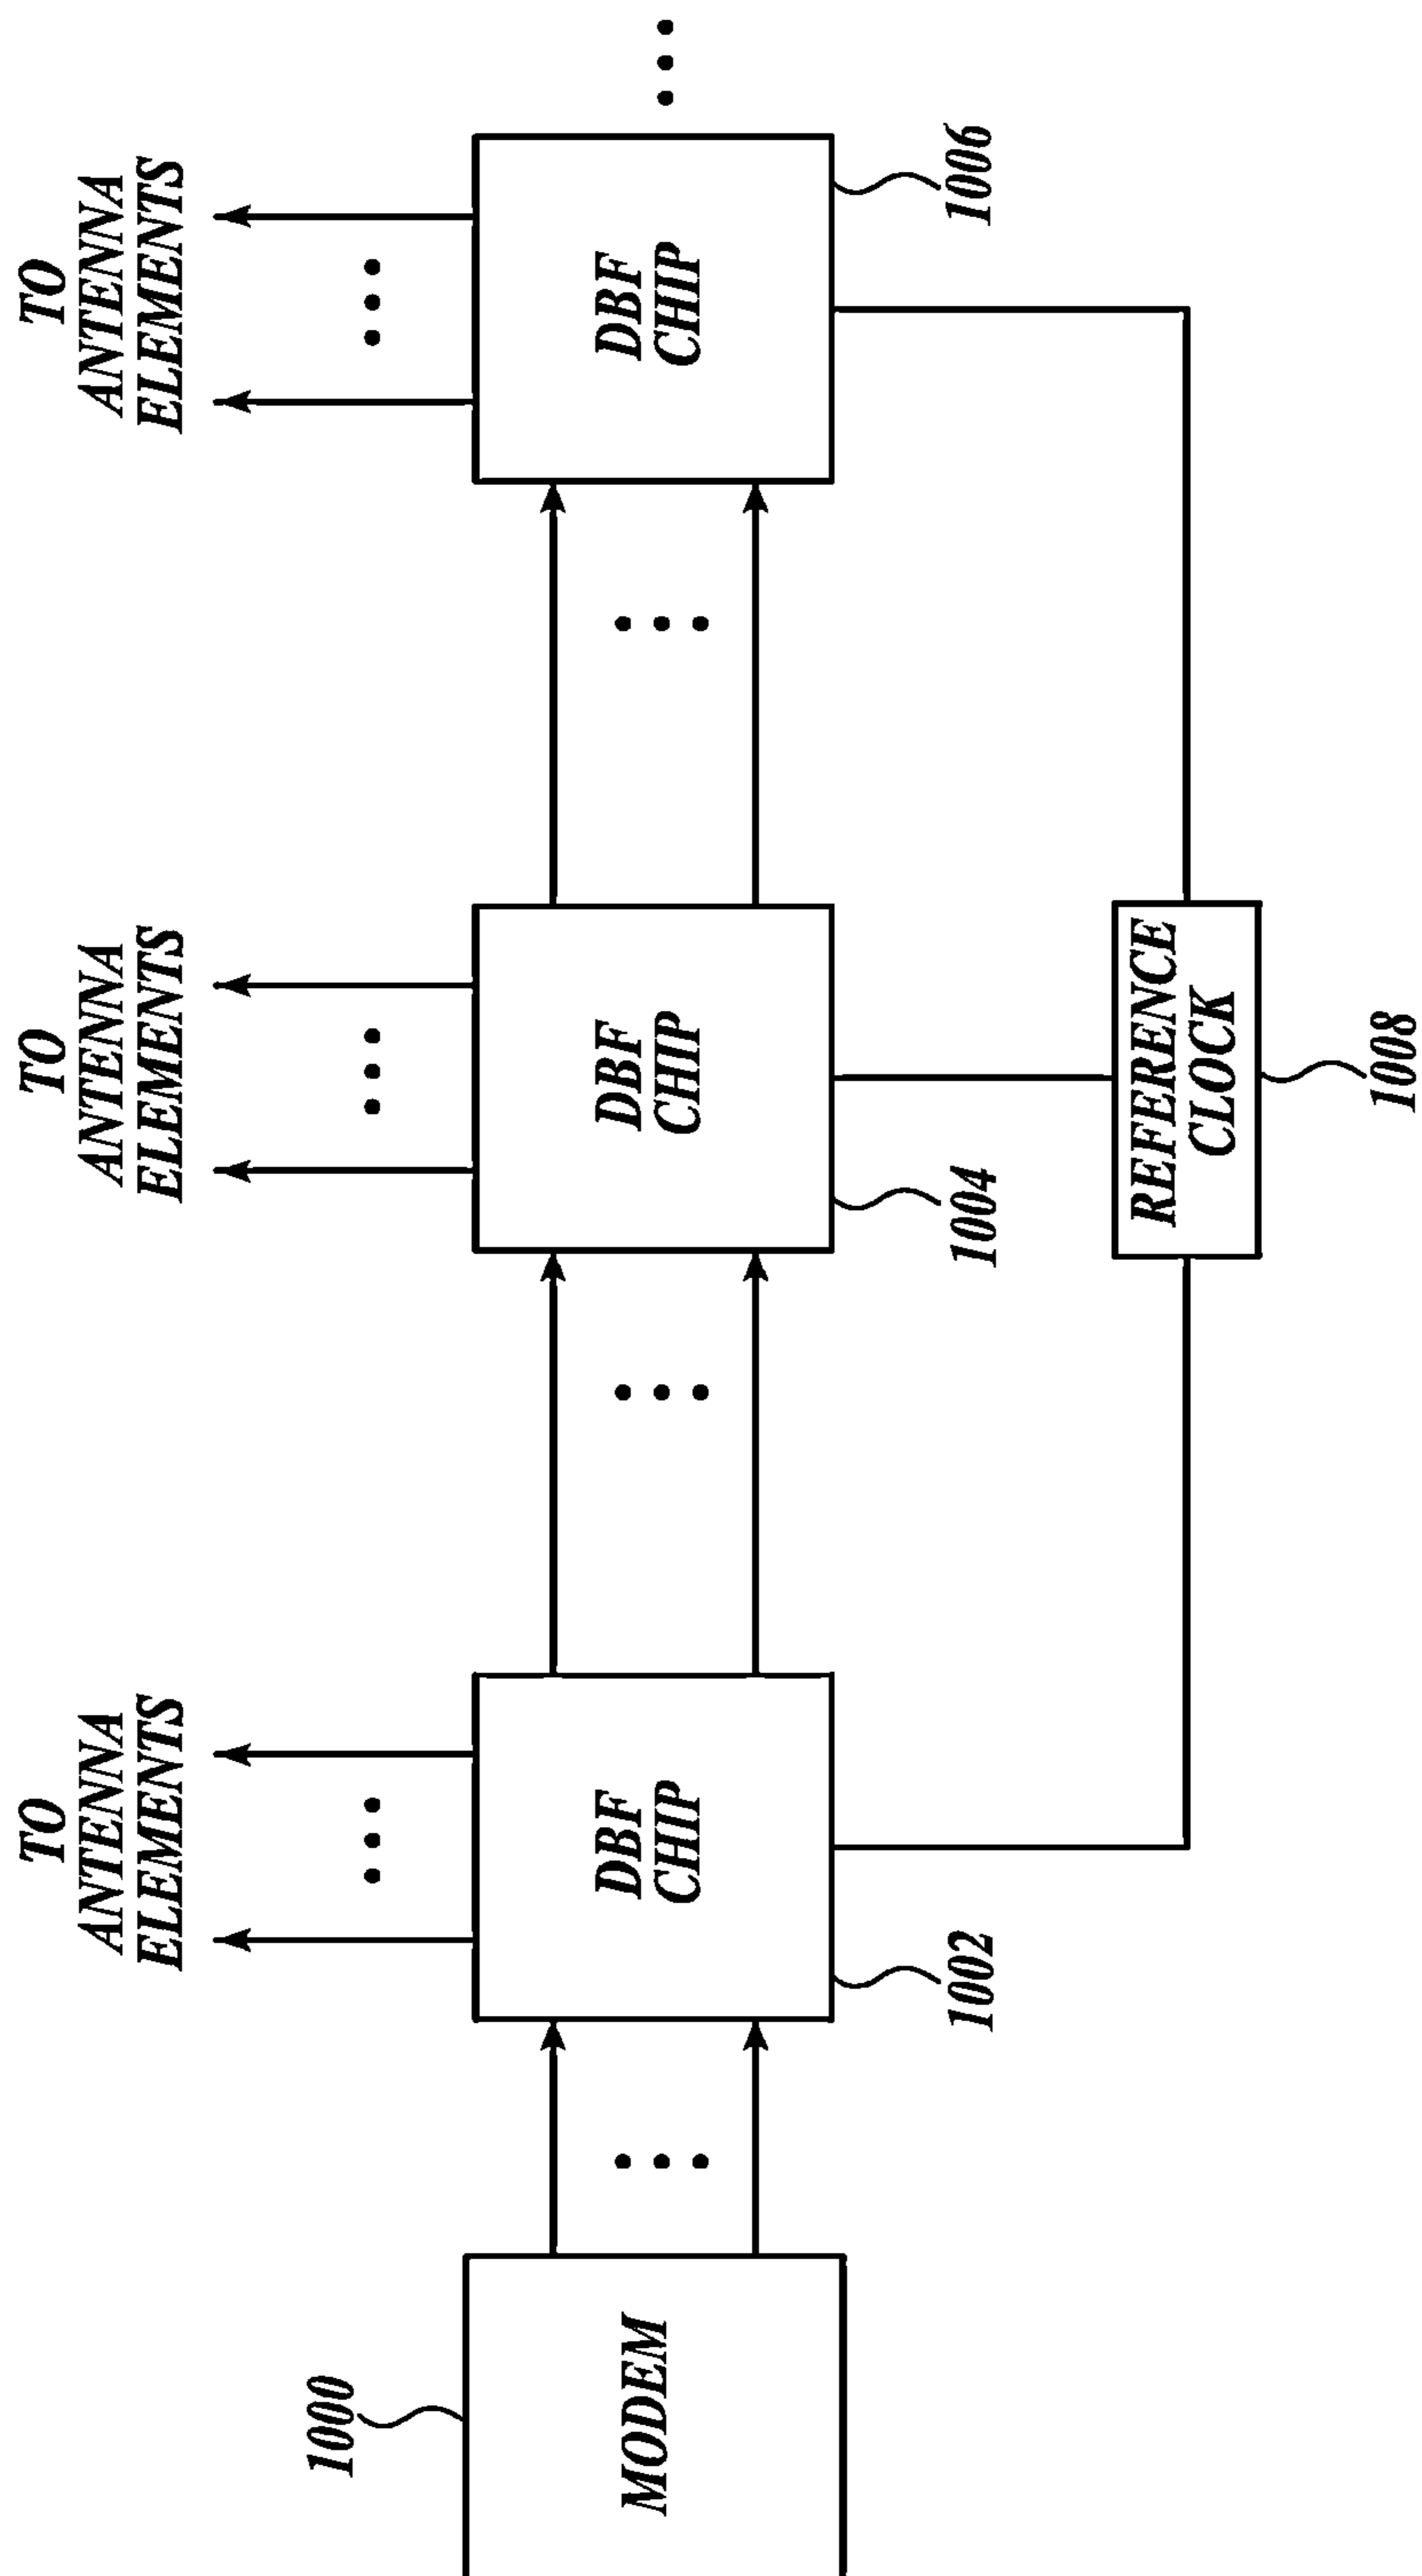 TO
ANTENNA
ELEMENTS
TO
ANTENNA
ELEMENTS
TO
ANTENNA
ELEMENTS
1000
MODEM
DBF
CHIP
DBF
CHIP
DBF
CHIP
1002
1004
1006
REFERENCE
CLOCK
1008